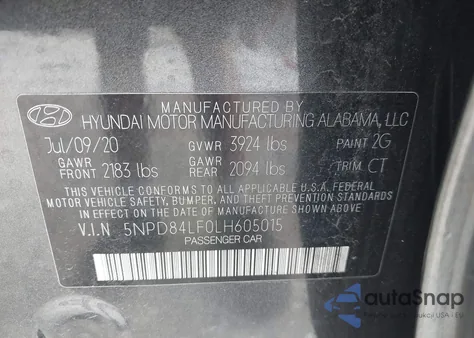 MANUFACTURED BY
HYUNDAI MOTOR MANUFACTURING ALABAMA, LLC
Jul/09/20 GVWR 3924 lbs PAINT 2G
GAWR FRONT 2183 lbs GAWR REAR 2094 lbs TRIM CT
THIS VEHICLE CONFORMS TO ALL APPLICABLE U.S.A. FEDERAL
MOTOR VEHICLE SAFETY, BUMPER, AND THEFT PREVENTION
STANDARDS IN EFFECT ON THE DATE OF MANUFACTURE SHOWN ABOVE.
V.I.N 5NPD84LF0LH605015
PASSENGER CAR
autaSnap